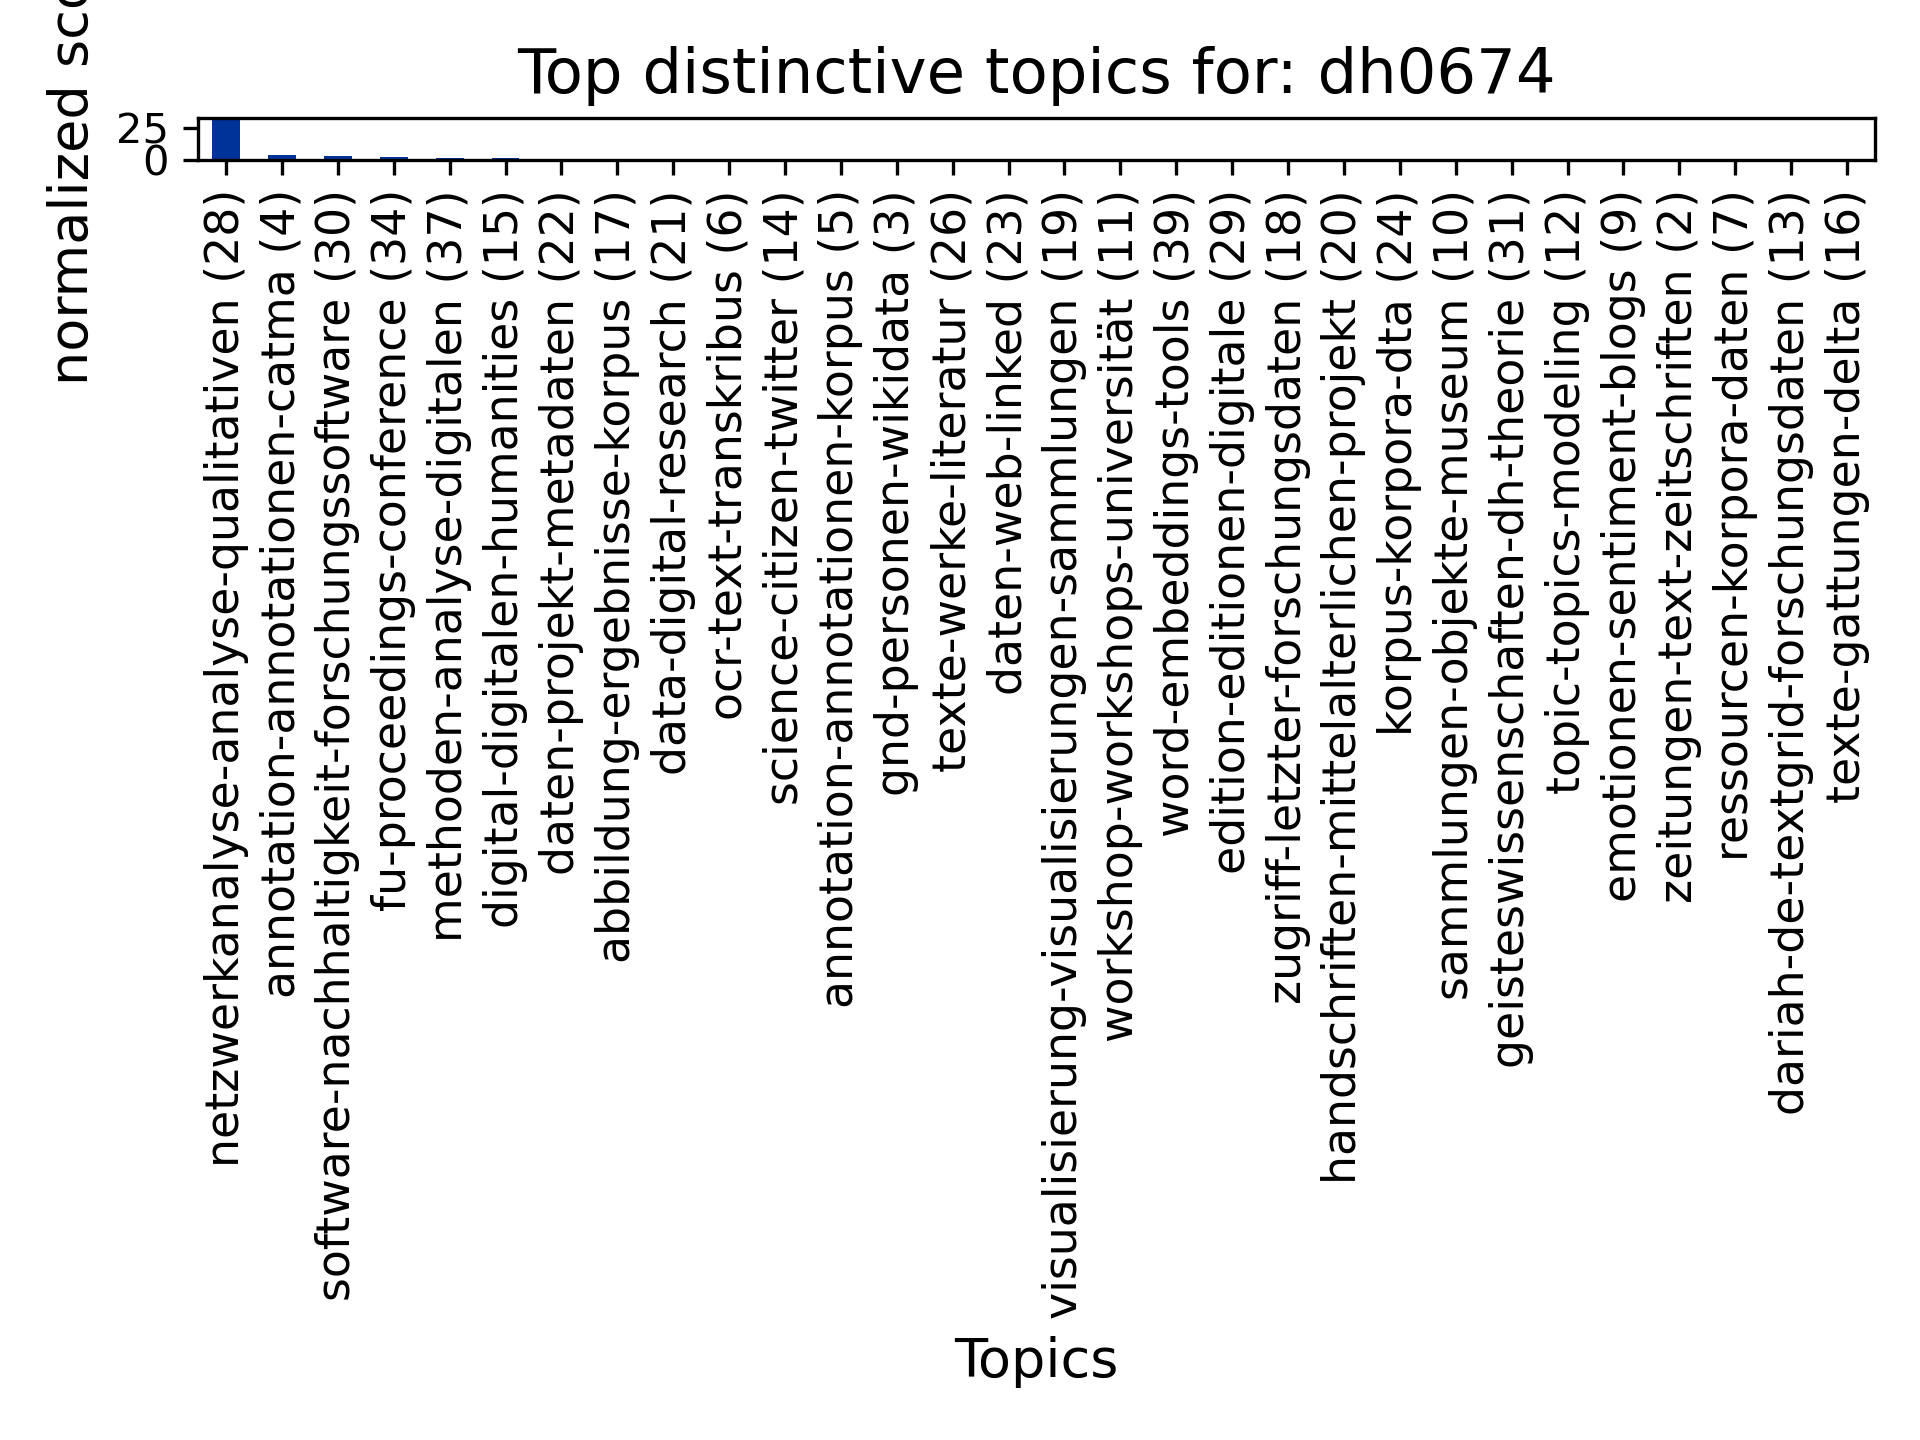 Top distinctive topics for: dh0674
normalized
25
0
netzwerkanalyse-analyse-qualitativen (28)
annotation-annotationen-catma (4)
software-nachhaltigkeit-forschungssoftware (30)
fu-proceedings-conference (34)
methoden-analyse-digitalen (37)
digital-digitalen-humanities (15)
daten-projekt-metadaten (22)
abbildung-ergebnisse-korpus (17)
data-digital-research (21)
ocr-text-transkribus (6)
science-citizen-twitter (14)
annotation-annotationen-korpus (5)
gnd-personen-wikidata (3)
texte-werke-literatur (26)
daten-web-linked (23)
visualisierung-visualisierungen-sammlungen (19)
workshop-workshops-universität (11)
word-embeddings-tools (39)
edition-editionen-digitale (29)
zugriff-letzter-forschungsdaten (18)
handschriften-mittelalterlichen-projekt (20)
korpus-korpora-dta (24)
sammlungen-objekte-museum (10)
geisteswissenschaften-dh-theorie (31)
topic-topics-modeling (12)
emotionen-sentiment-blogs (9)
zeitungen-text-zeitschriften (2)
ressourcen-korpora-daten (7)
dariah-de-textgrid-forschungsdaten (13)
texte-gattungen-delta (16)
Topics